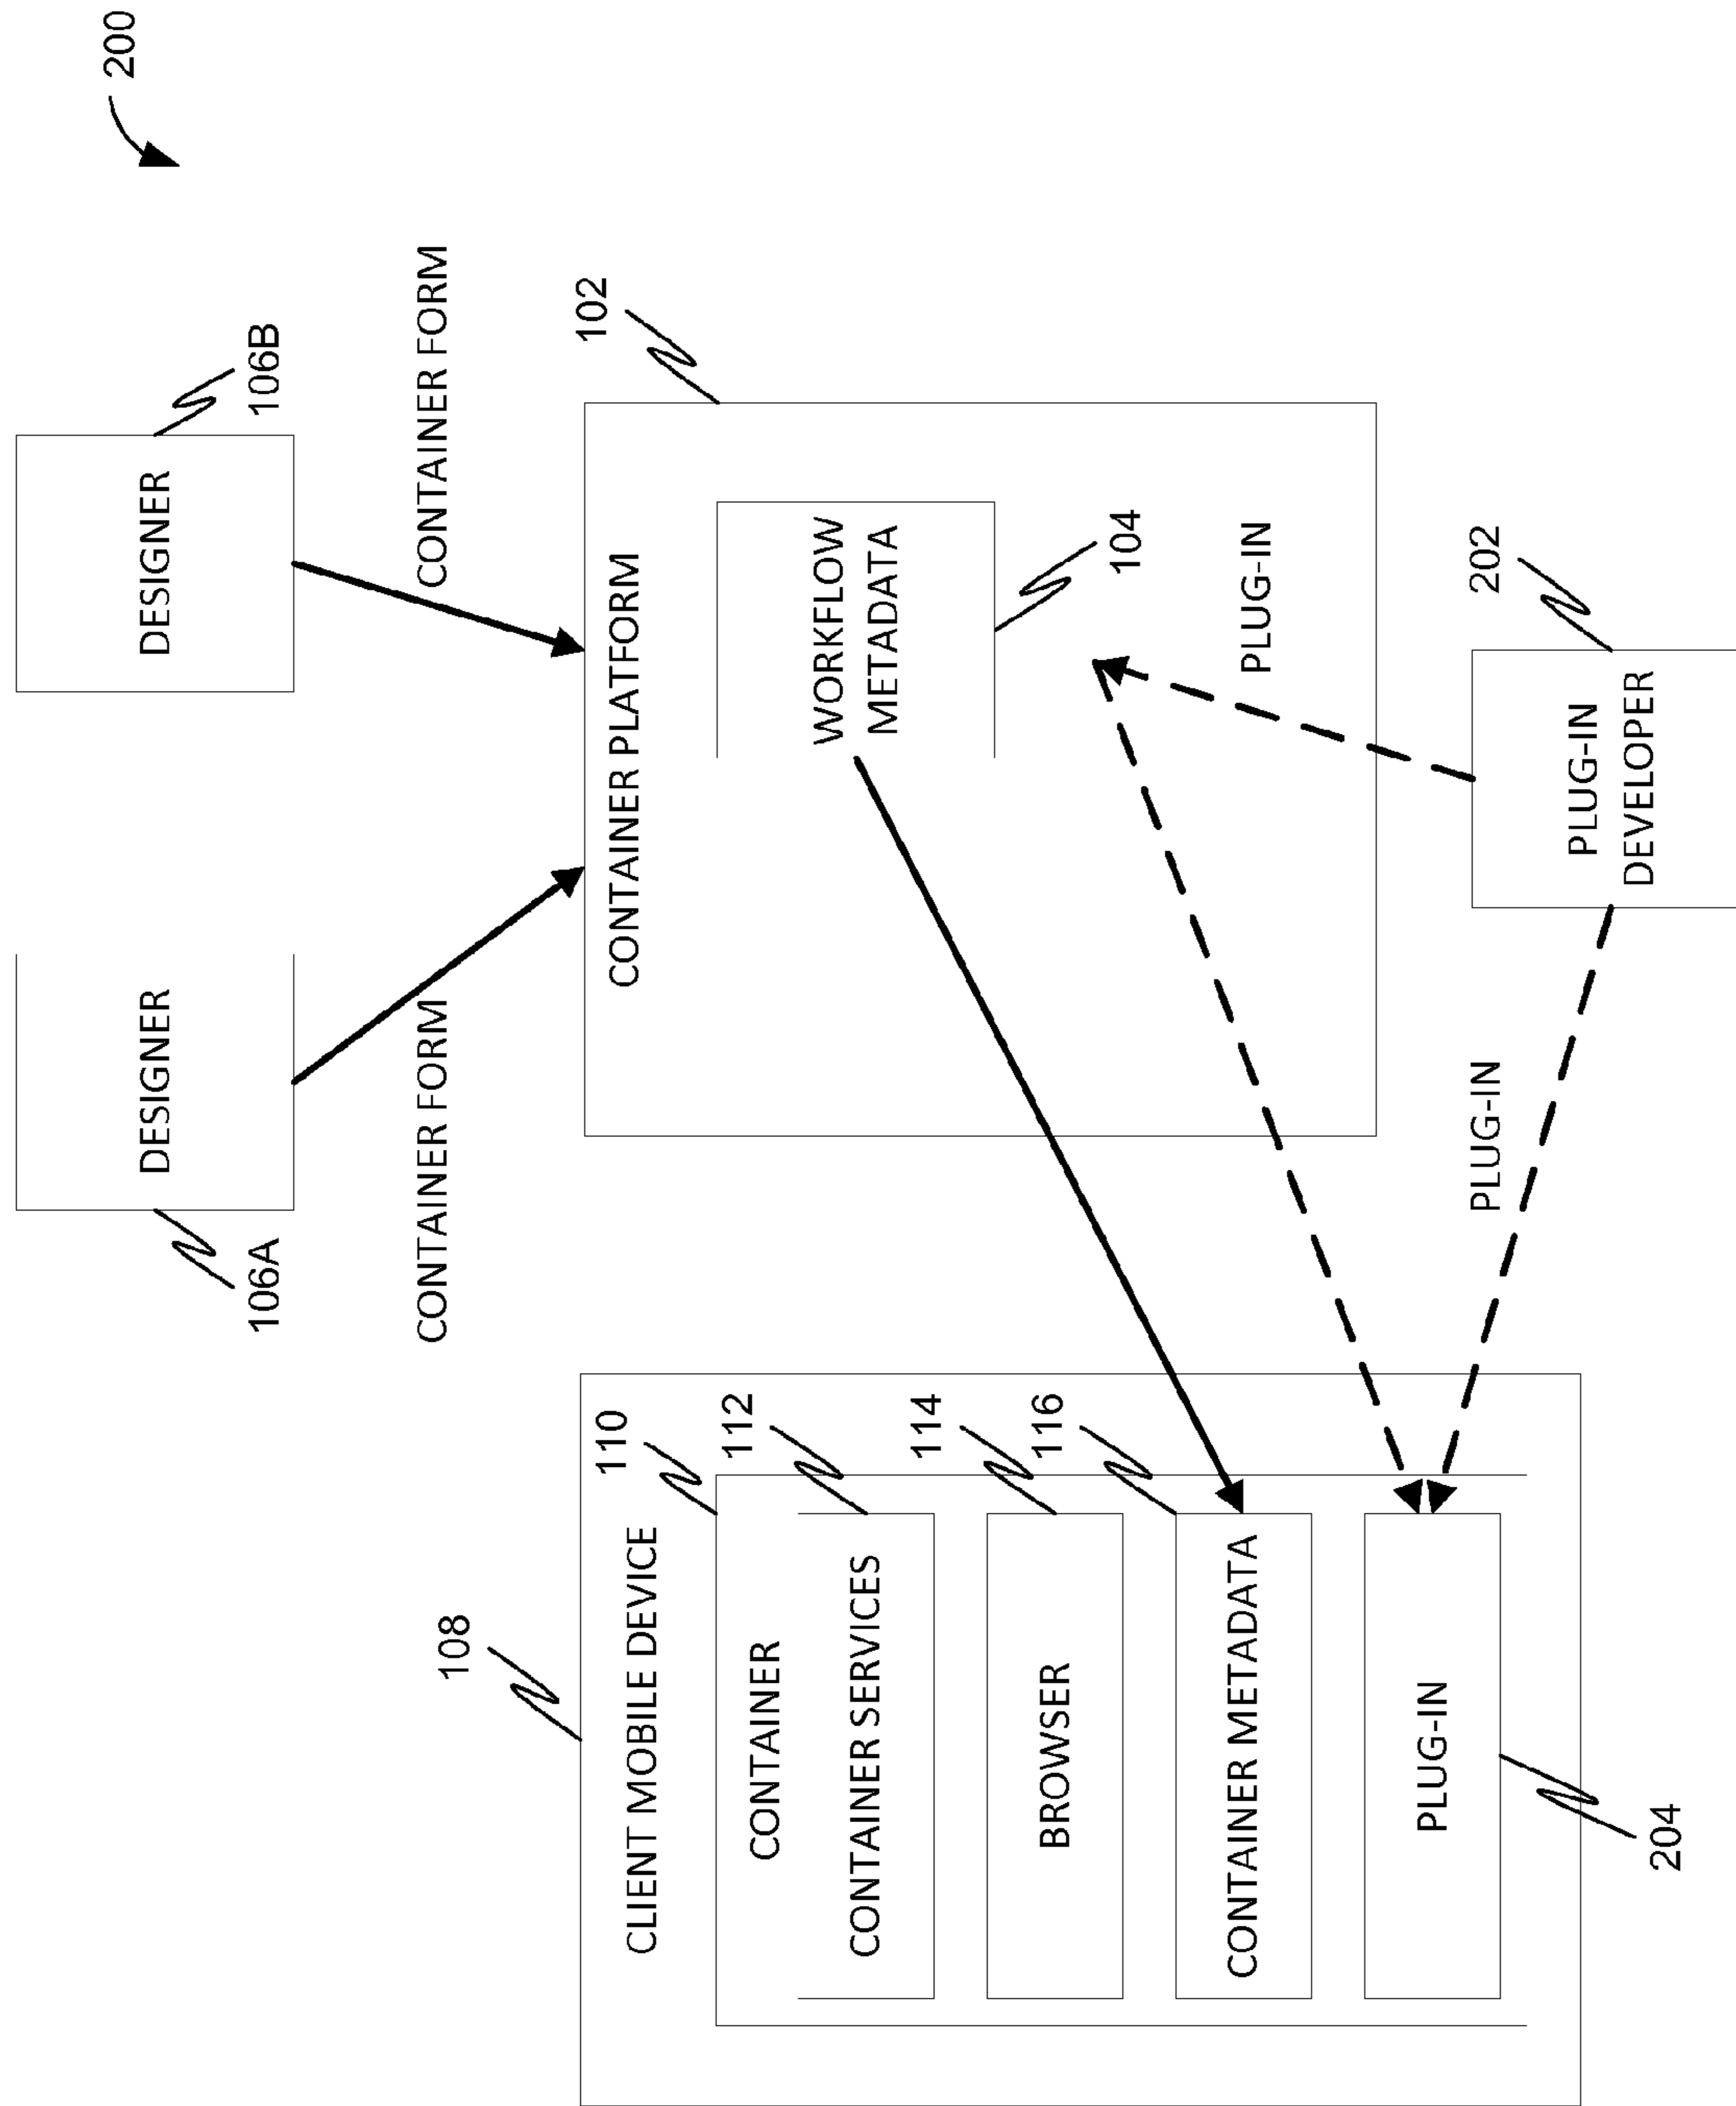 200
DESIGNER
106A
DESIGNER
106B
CONTAINER FORM
CONTAINER FORM
108
CLIENT MOBILE DEVICE
110
CONTAINER
112
CONTAINER SERVICES
114
BROWSER
116
CONTAINER METADATA
PLUG-IN
204
102
CONTAINER PLATFORM
WORKFLOW
METADATA
104
PLUG-IN
PLUG-IN
202
PLUG-IN
DEVELOPER